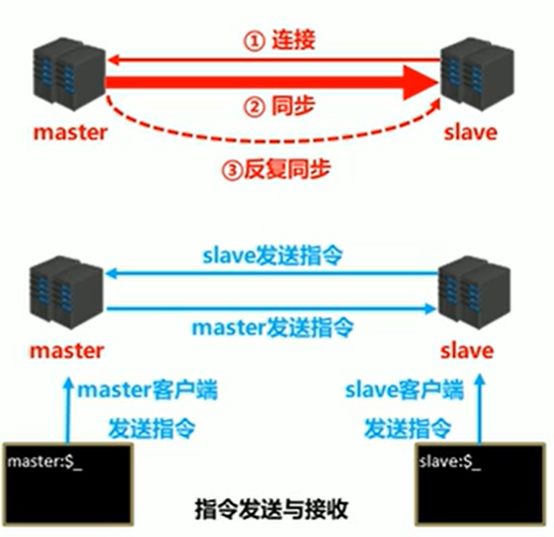 ① 连接
② 同步
master
slave
③反复同步
slave发送指令
master发送指令
master
slave
master客户端
发送指令
slave客户端
发送指令
master:$_
slave:$_
指令发送与接收